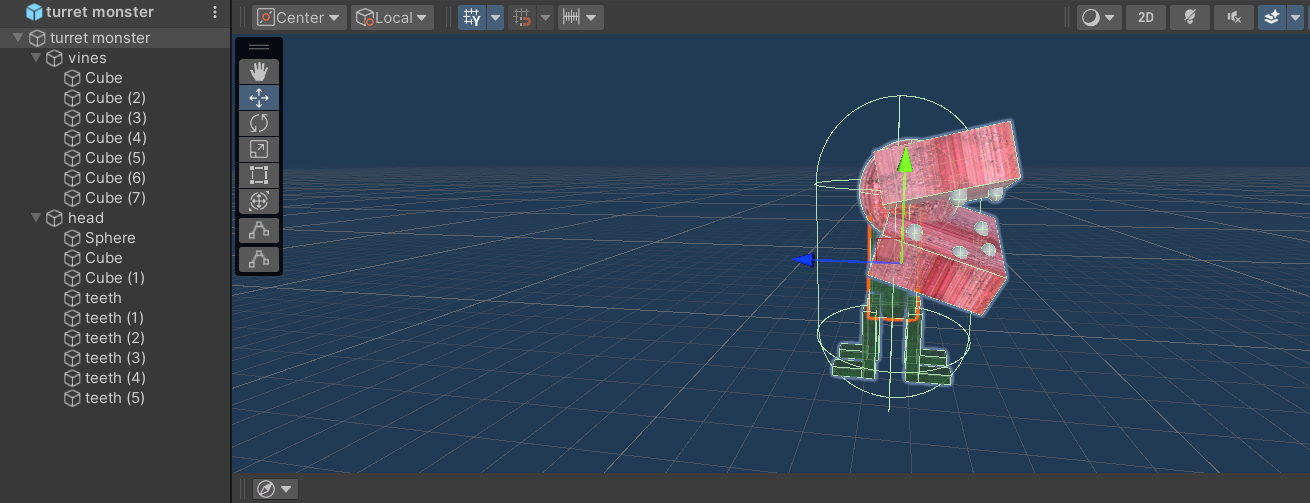 turret monster
Center
Local
2D
turret monster
vines
Cube
Cube (2)
Cube (3)
Cube (4)
Cube (5)
Cube (6)
Cube (7)
head
Sphere
Cube
Cube (1)
teeth
teeth (1)
teeth (2)
teeth (3)
teeth (4)
teeth (5)